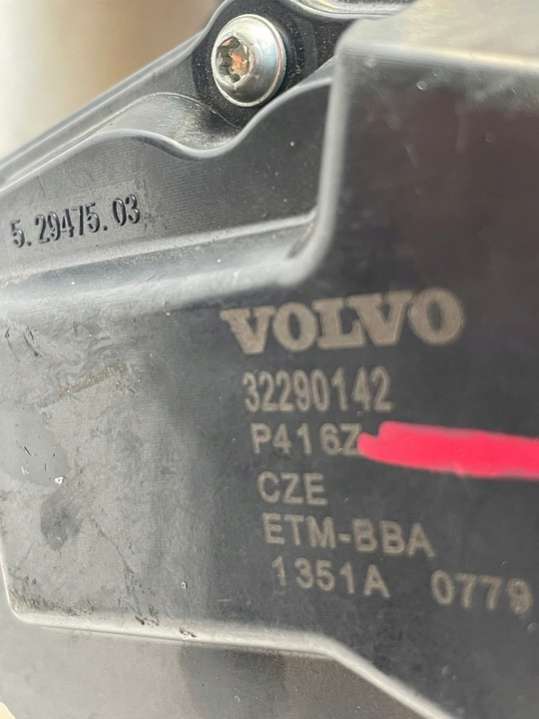 5.29475.03
VOLVO
32290142
P416Z
CZE
ETM-BBA
1351A 0779